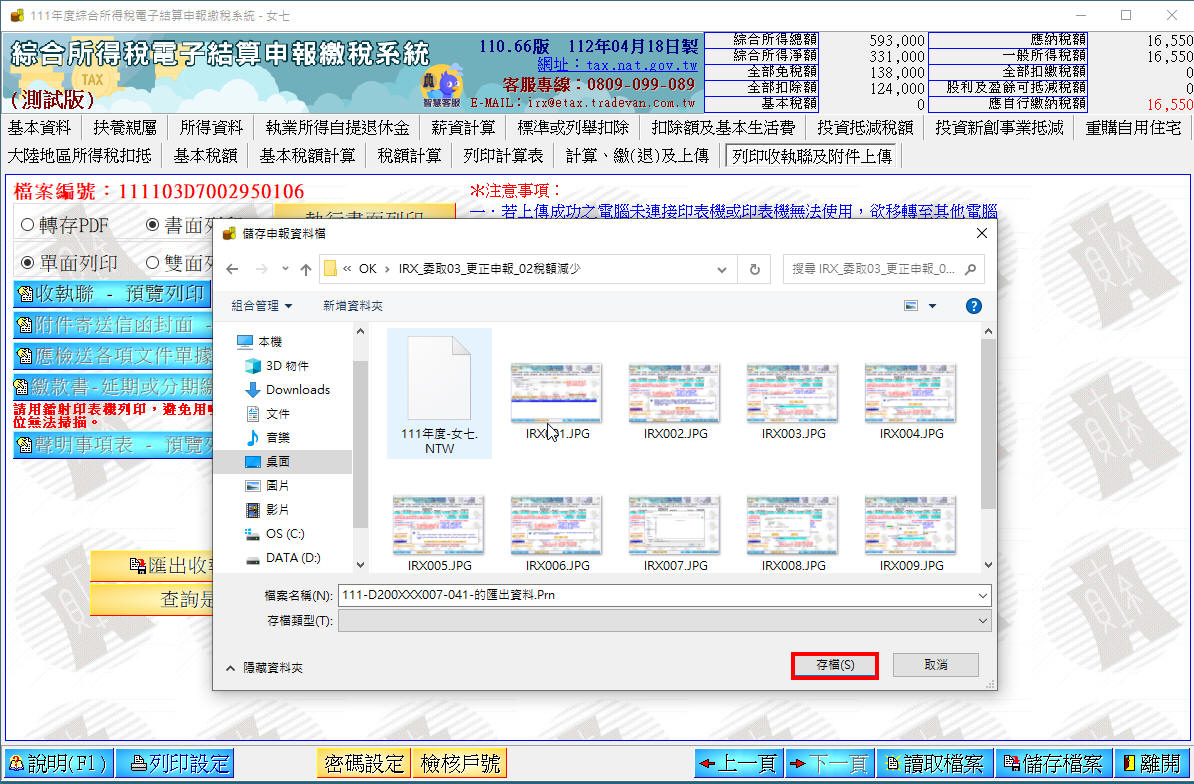 111年度綜合所得稅電子結算申報繳稅系統 - 女七
綜合所得稅電子結算申報繳稅系統
TAX
(測試版)
110.66版 112年04月18日製
網址：tax.nat.gov.tw
客服專線：0809-099-089
E-MAIL：irx@etax.tradevan.com.tw
智慧客服
綜合所得總額 593,000 應納稅額 16,550
綜合所得淨額 331,000 一般所得稅額 16,550
全部免稅額 138,000 全部扣繳稅額 0
全部扣除額 124,000 股利及盈餘可抵減稅額 0
基本稅額 0 應自行繳納稅額 16,550
基本資料 扶養親屬 所得資料 執業所得自提退休金 薪資計算 標準或列舉扣除 扣除額及基本生活費 投資抵減稅額 投資新創事業抵減 重購自用住宅
大陸地區所得稅扣抵 基本稅額 基本稅額計算 稅額計算 列印計算表 計算、繳(退)及上傳 列印收執聯及附件上傳
檔案編號：111103D7002950106
＊注意事項：
轉存PDF 書面列 執行書面列印
一．若上傳成功之電腦未連接印表機或印表機無法使用，欲移轉至其他電腦
單面列印 雙面列
收執聯 - 預覽列印
附件寄送信函封面 -
應檢送各項文件單據
繳款書-延期或分期繳
請用鐳射印表機列印，避免用
位無法掃描。
聲明事項表 - 預覽列
匯出收
查詢是
儲存申報資料檔
« OK › IRX_委取03_更正申報_02稅額減少
搜尋 IRX_委取03_更正申報_0...
組合管理 新增資料夾
本機
3D 物件
Downloads
文件
音樂
桌面
圖片
影片
OS (C:)
DATA (D:)
111年度-女七.
NTW
IRX001.JPG IRX002.JPG IRX003.JPG IRX004.JPG
IRX005.JPG IRX006.JPG IRX007.JPG IRX008.JPG IRX009.JPG
檔案名稱(N): 111-D200XXX007-041-的匯出資料.Prn
存檔類型(T):
隱藏資料夾 存檔(S) 取消
說明(F1) 列印設定 密碼設定 檢核戶號 上一頁 下一頁 讀取檔案 儲存檔案 離開